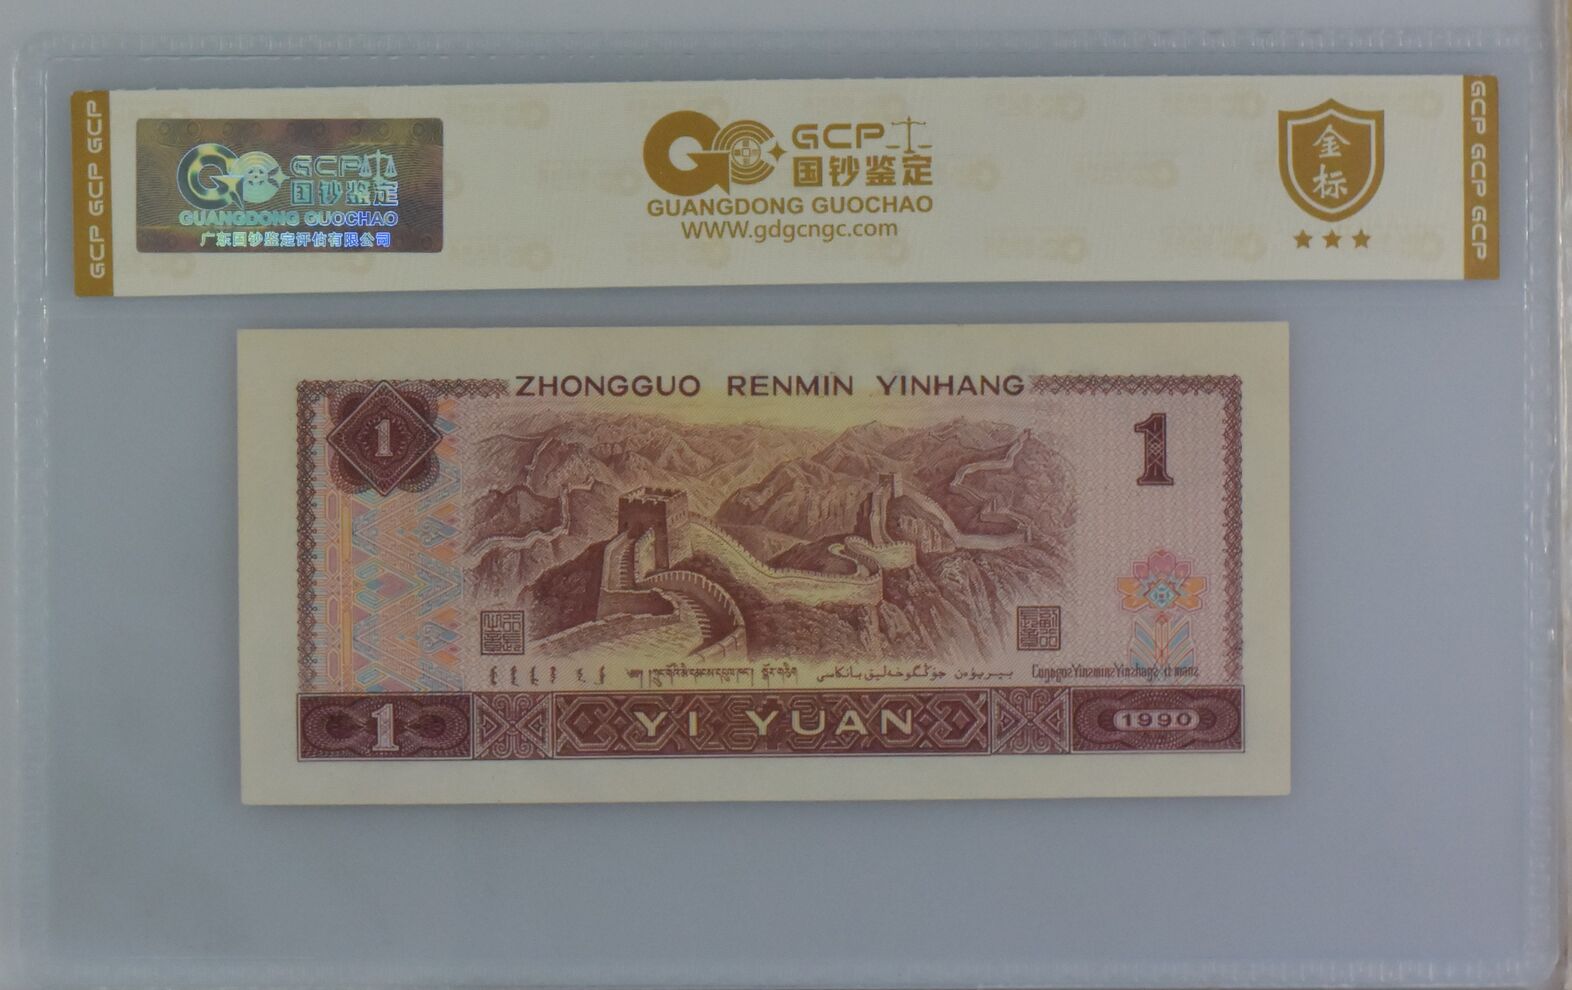 GCP GCP GCP
GCP
国钞鉴定
GUANGDONG GUOCHAO
广东国钞鉴定评估有限公司
GCP
国钞鉴定
GUANGDONG GUOCHAO
WWW.gdgcngc.com
金标
GCP GCP GCP
ZHONGGUO RENMIN YINHANG
1
1
1
YI YUAN
1990